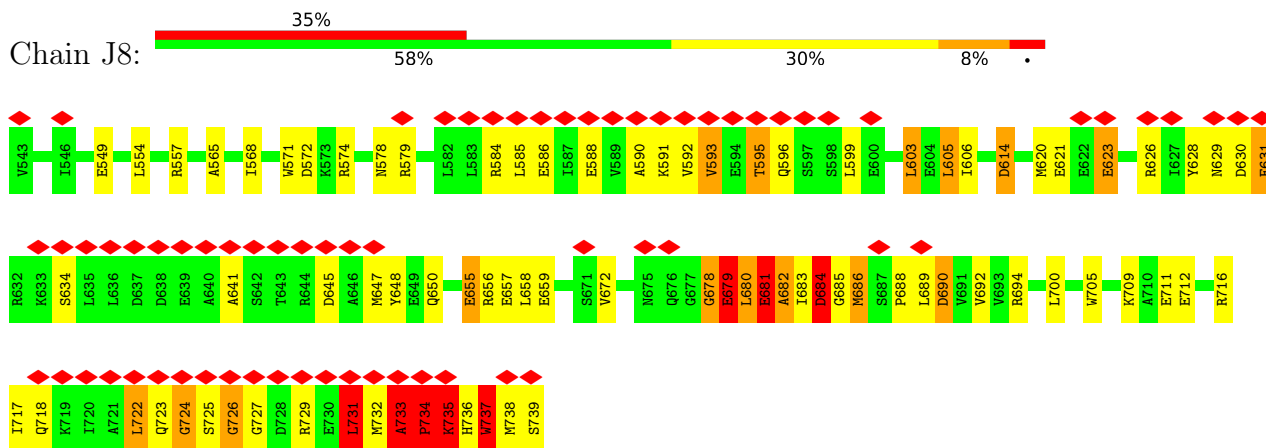 35%
Chain J8:
58% 30% 8% •
V543 I546 E549 L554 R557 A565 I568 W571 D572 K573 R574 N578 R579 L582 L583 R584 L585 E586 I587 E588 V589 A590 K591 V592 V593 E594 T595 Q596 S597 S598 L599 E600 L603 E604 L605 I606 D614 M620 E621 E622 E623 R626 I627 Y628 N629 D630 E631
R632 K633 S634 L635 L636 D637 D638 E639 A640 A641 S642 T643 R644 D645 A646 M647 Y648 E649 Q650 E655 R656 E657 L658 E659 S671 V672 N675 Q676 G677 G678 E679 L680 E681 A682 I683 D684 G685 M686 S687 P688 L689 D690 V691 V692 V693 R694 L700 W705 K709 A710 E711 E712 R716
I717 Q718 K719 I720 A721 L722 Q723 G724 S725 G726 G727 D728 R729 E730 L731 M732 A733 P734 K735 H736 W737 M738 S739